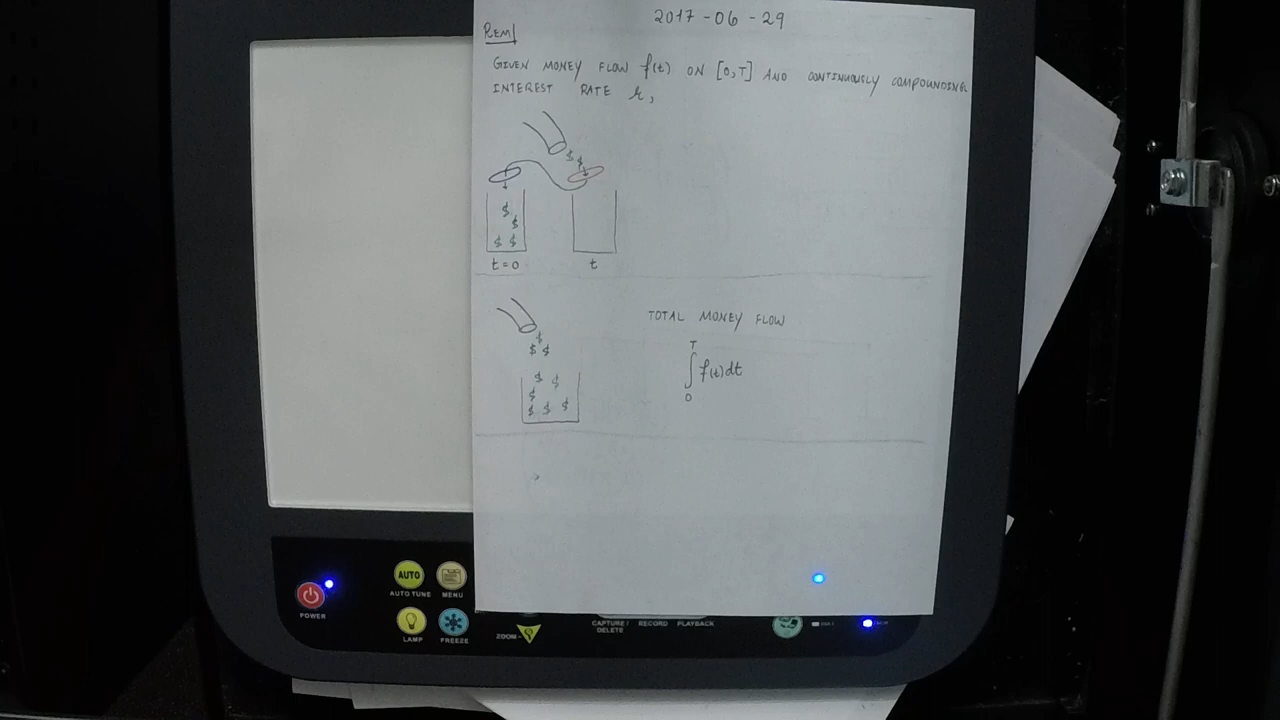 2017-06-29
REM
GIVEN MONEY FLOW f(t) ON [0,T] AND CONTINUOUSLY COMPOUNDING
INTEREST RATE r,
$ $
$
$
$ $
t=0 t
TOTAL MONEY FLOW
$
$ $
T
∫ f(t)dt
0
$ $
$
$ $ $
POWER
AUTO
AUTO TUNE MENU
LAMP FREEZE
ZOOM
CAPTURE/ RECORD PLAYBACK
DELETE